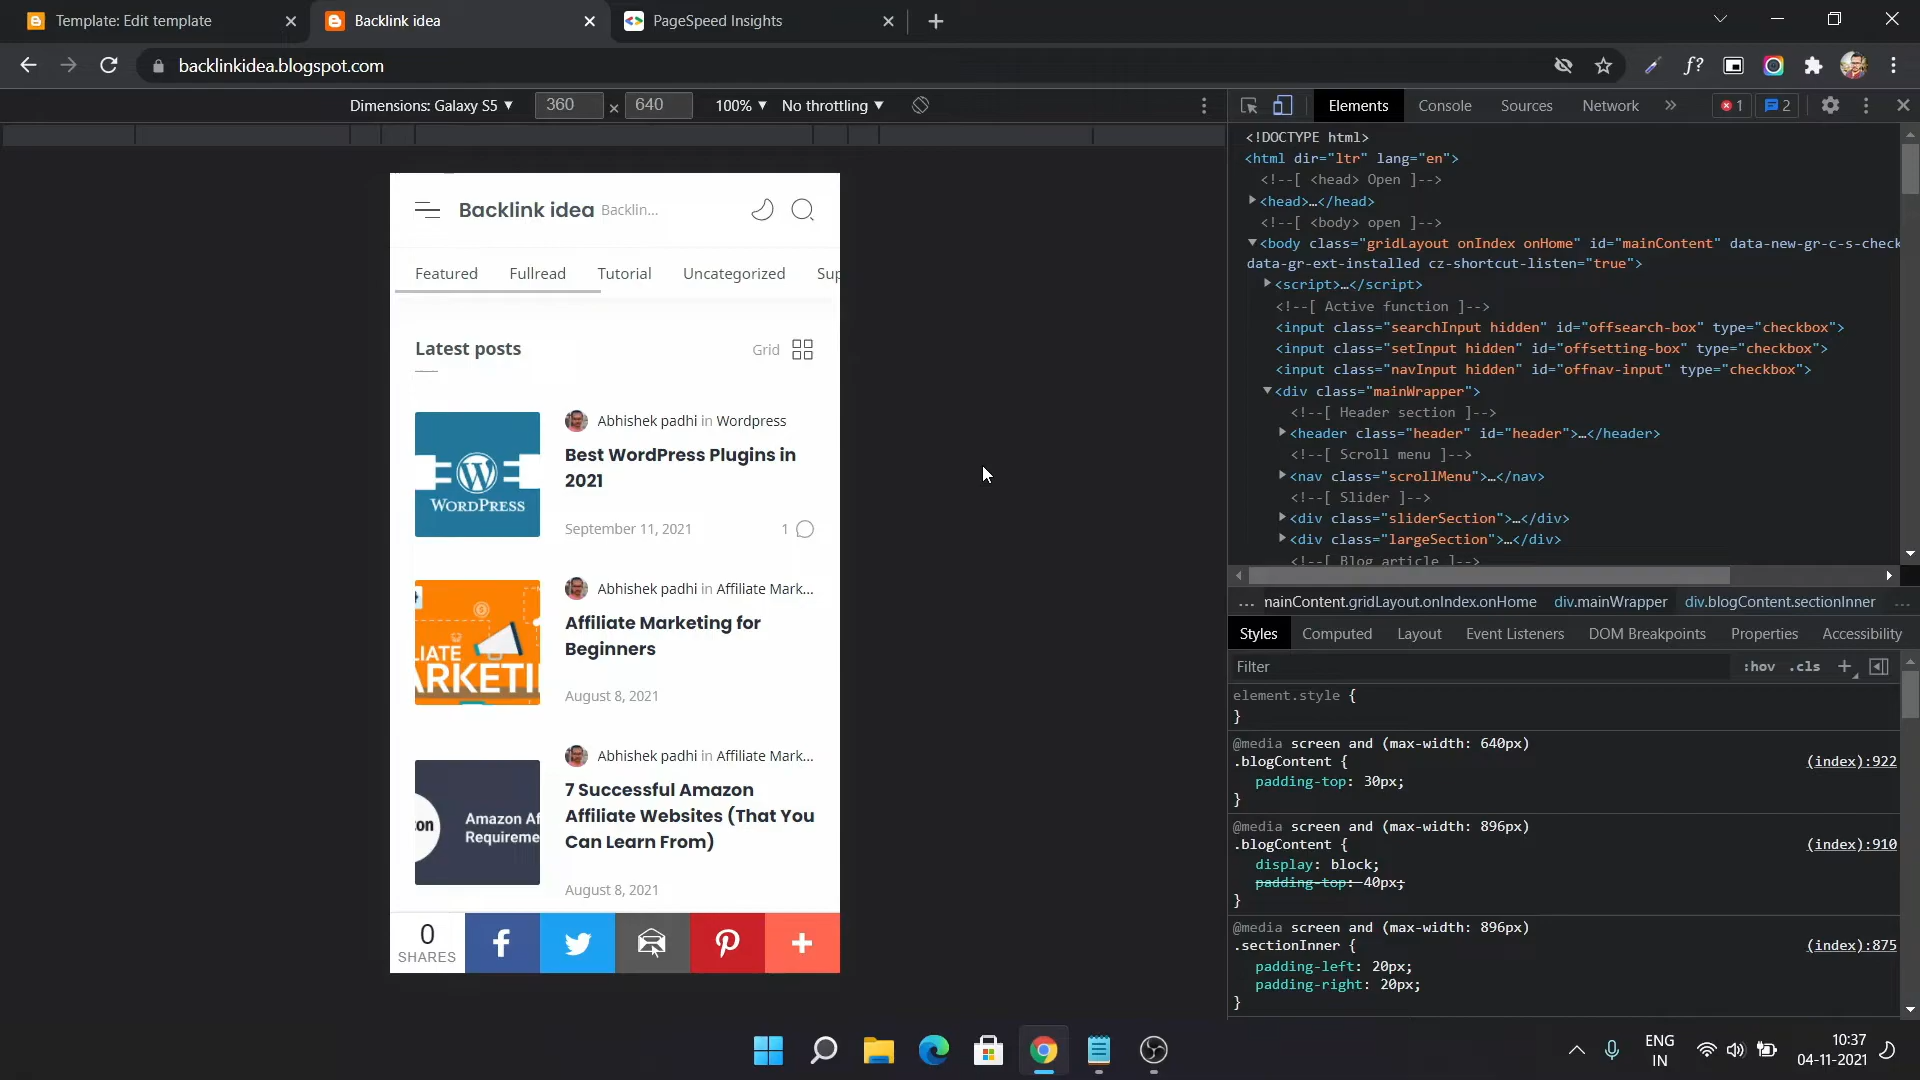 Template: Edit template
Backlink idea
PageSpeed Insights
backlinkidea.blogspot.com
f?
Dimensions: Galaxy S5
360 × 640
100%
No throttling
Elements
Console
Sources
Network
1
2
<!DOCTYPE html>
<html dir="ltr" lang="en">
<!--[ <head> Open ]-->
<head>…</head>
<!--[ <body> open ]-->
<body class="gridLayout onIndex onHome" id="mainContent" data-new-gr-c-s-check
data-gr-ext-installed cz-shortcut-listen="true">
<script>…</script>
<!--[ Active function ]-->
<input class="searchInput hidden" id="offsearch-box" type="checkbox">
<input class="setInput hidden" id="offsetting-box" type="checkbox">
<input class="navInput hidden" id="offnav-input" type="checkbox">
<div class="mainWrapper">
<!--[ Header section ]-->
<header class="header" id="header">…</header>
<!--[ Scroll menu ]-->
<nav class="scrollMenu">…</nav>
<!--[ Slider ]-->
<div class="sliderSection">…</div>
<div class="largeSection">…</div>
<!--[ Blog article ]-->
... nainContent.gridLayout.onIndex.onHome div.mainWrapper div.blogContent.sectionInner ...
Styles
Computed
Layout
Event Listeners
DOM Breakpoints
Properties
Accessibility
Filter
:hov .cls
element.style {
}
@media screen and (max-width: 640px)
.blogContent {
(index):922
padding-top: 30px;
}
@media screen and (max-width: 896px)
.blogContent {
(index):910
display: block;
padding-top: 40px;
}
@media screen and (max-width: 896px)
.sectionInner {
(index):875
padding-left: 20px;
padding-right: 20px;
}
Backlink idea Backlin...
Featured
Fullread
Tutorial
Uncategorized
Sup
Latest posts
Grid
WORDPRESS
Abhishek padhi in Wordpress
Best WordPress Plugins in
2021
September 11, 2021
1
LIATE
ARKETI
Abhishek padhi in Affiliate Mark...
Affiliate Marketing for
Beginners
August 8, 2021
on
Amazon Af
Requireme
Abhishek padhi in Affiliate Mark...
7 Successful Amazon
Affiliate Websites (That You
Can Learn From)
August 8, 2021
0
SHARES
ENG
IN
10:37
04-11-2021